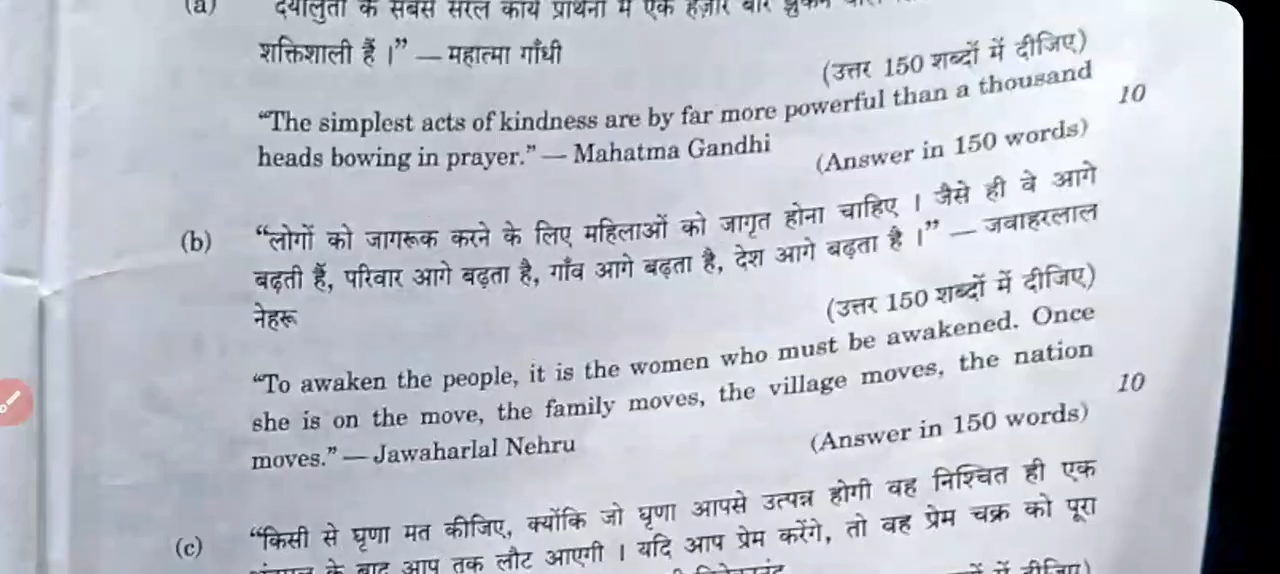 (a) दयालुता के सबसे सरल कार्य प्रार्थना में एक हज़ार बार झुकने
शक्तिशाली हैं ।” — महात्मा गाँधी
(उत्तर 150 शब्दों में दीजिए)
“The simplest acts of kindness are by far more powerful than a thousand
heads bowing in prayer.” — Mahatma Gandhi
(Answer in 150 words) 10
(b) “लोगों को जागरूक करने के लिए महिलाओं को जागृत होना चाहिए । जैसे ही वे आगे
बढ़ती हैं, परिवार आगे बढ़ता है, गाँव आगे बढ़ता है, देश आगे बढ़ता है ।” — जवाहरलाल
नेहरू
(उत्तर 150 शब्दों में दीजिए)
“To awaken the people, it is the women who must be awakened. Once
she is on the move, the family moves, the village moves, the nation
moves.” — Jawaharlal Nehru
(Answer in 150 words) 10
(c) “किसी से घृणा मत कीजिए, क्योंकि जो घृणा आपसे उत्पन्न होगी वह निश्चित ही एक
के बाद आप तक लौट आएगी । यदि आप प्रेम करेंगे, तो वह प्रेम चक्र को पूरा
में दीजिए)